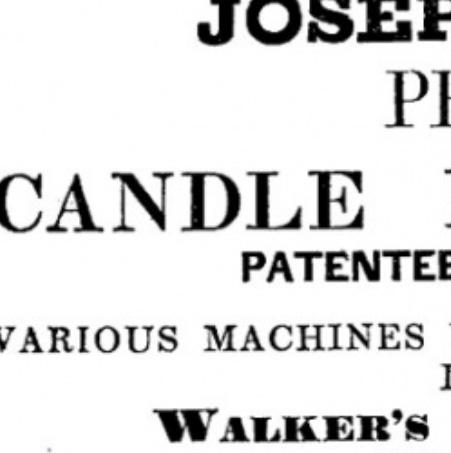 JOSEP
PH
CANDLE
PATENTEE
VARIOUS MACHINES
WALKER'S